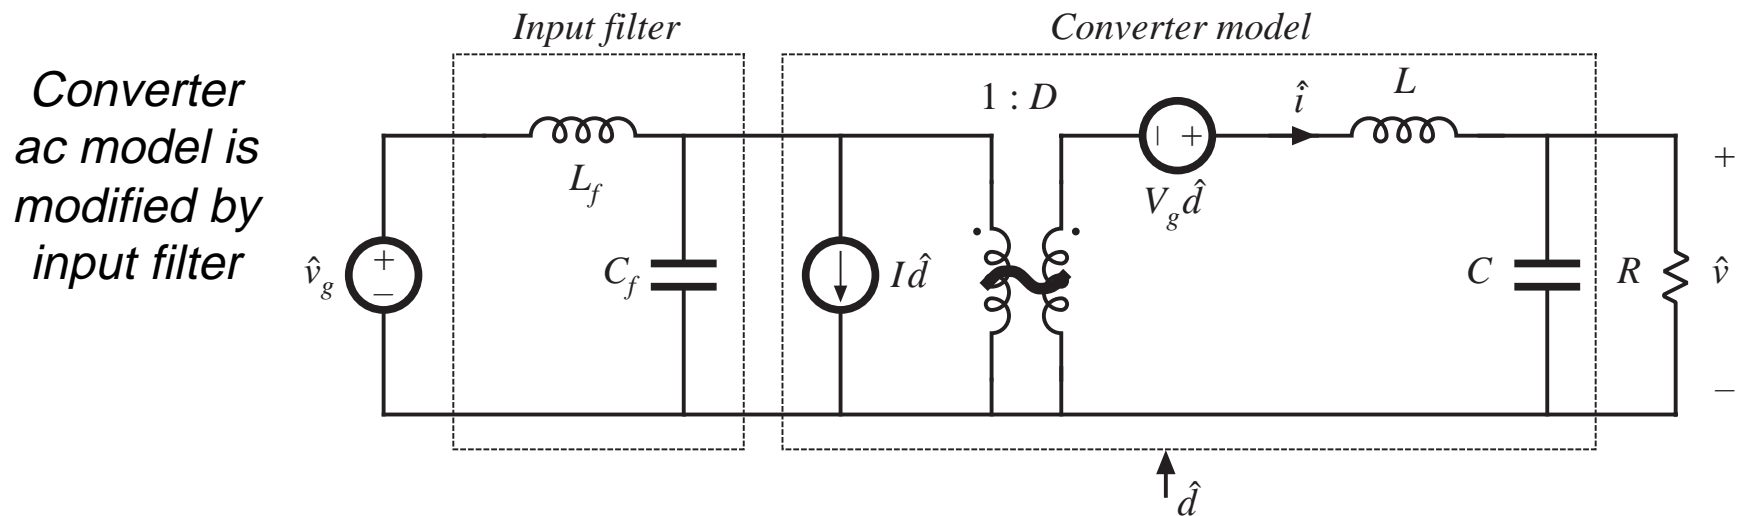 Converter
ac model is
modified by
input filter
Input filter
Converter model
1 : D
î
L
L_f
V_g d̂
+
v̂_g
+
−
C_f
I d̂
C
R
v̂
−
d̂